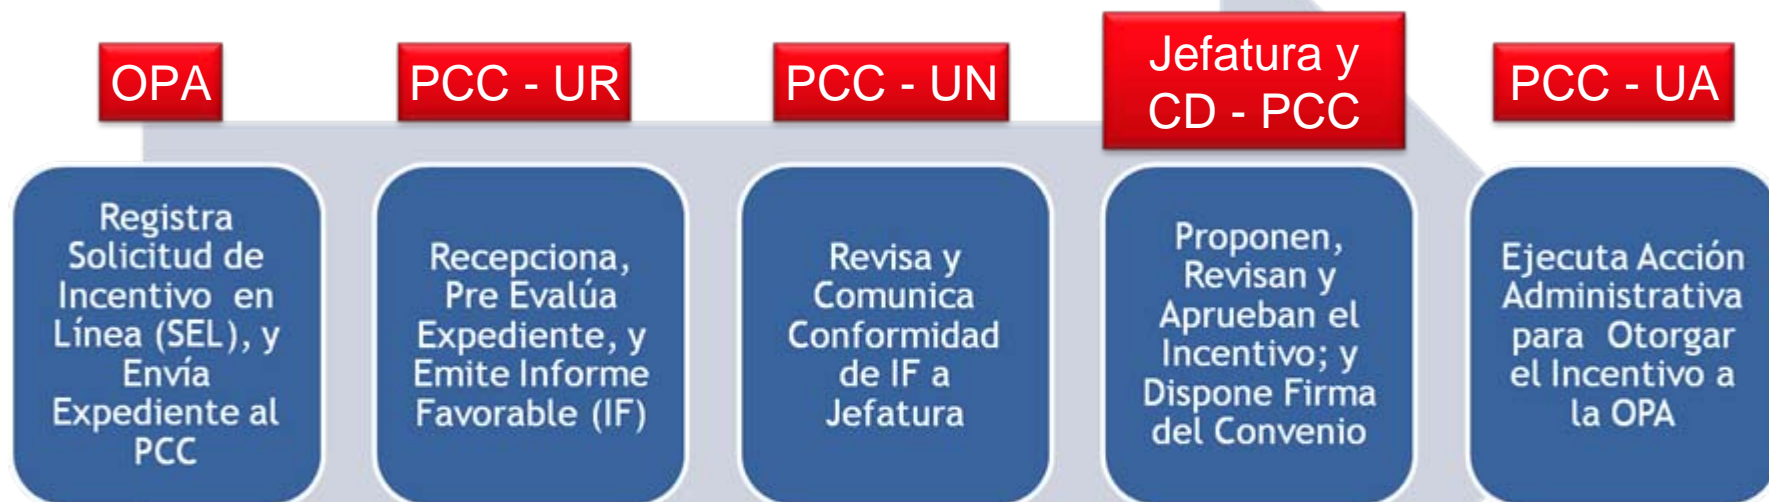 OPA
PCC - UR
PCC - UN
Jefatura y
CD - PCC
PCC - UA
Registra
Solicitud de
Incentivo en
Línea (SEL), y
Envía
Expediente al
PCC
Recepciona,
Pre Evalúa
Expediente, y
Emite Informe
Favorable (IF)
Revisa y
Comunica
Conformidad
de IF a
Jefatura
Proponen,
Revisan y
Aprueban el
Incentivo; y
Dispone Firma
del Convenio
Ejecuta Acción
Administrativa
para Otorgar
el Incentivo a
la OPA